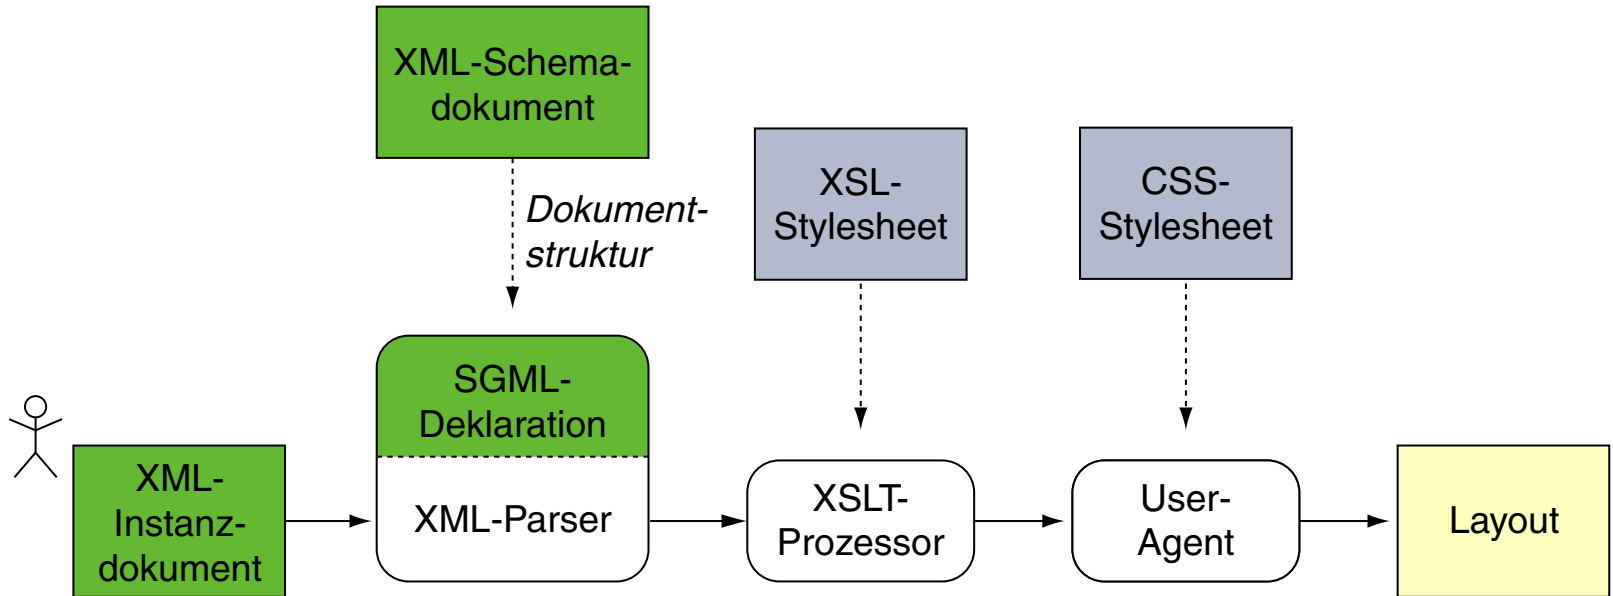 XML-Schema-
dokument
Dokument-
struktur
XSL-
Stylesheet
CSS-
Stylesheet
SGML-
Deklaration
XML-Parser
XML-
Instanz-
dokument
XSLT-
Prozessor
User-
Agent
Layout